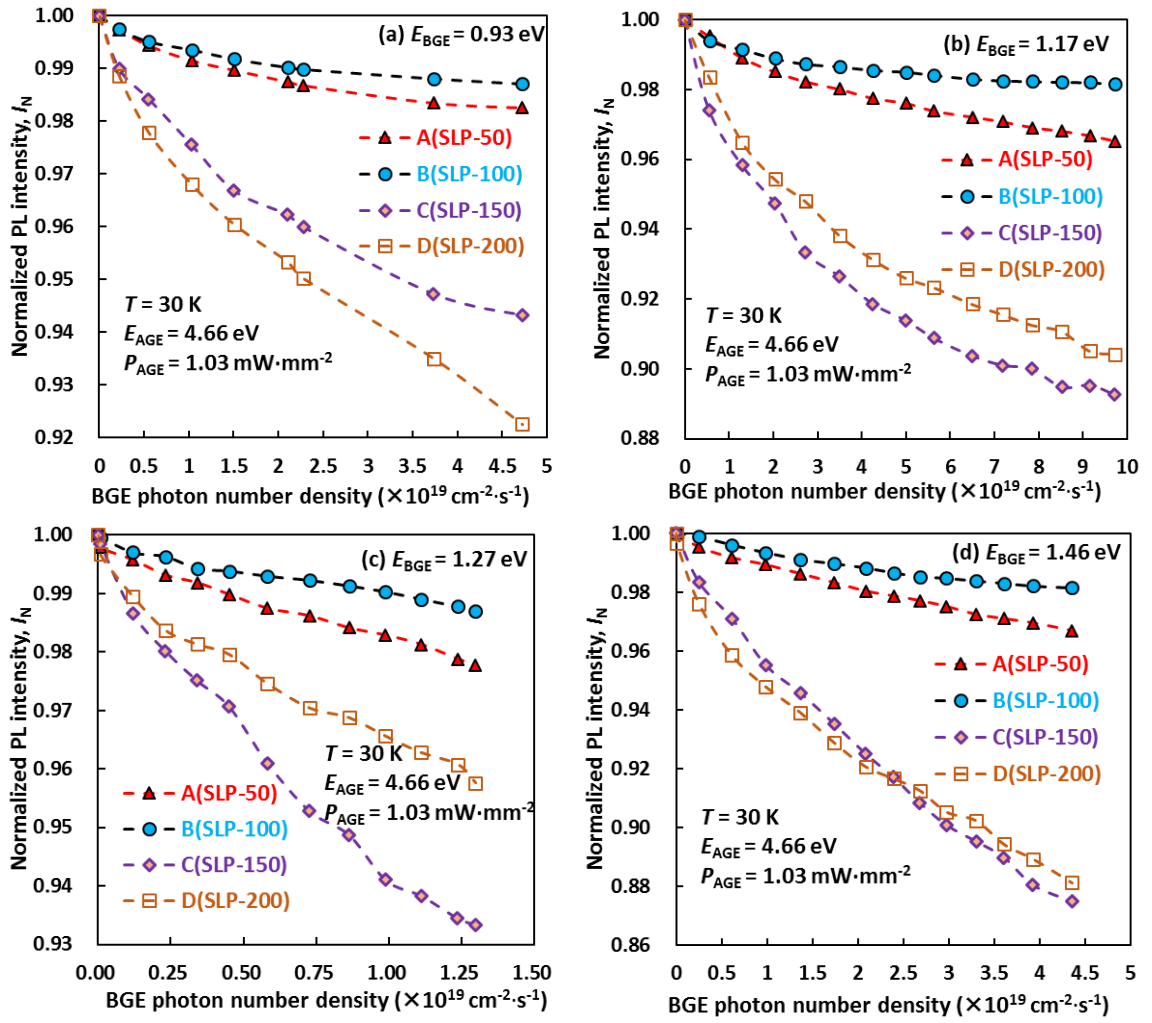 (a) E_BGE = 0.93 eV
Normalized PL intensity, I_N
1.00
0.99
0.98
0.97
0.96
0.95
0.94
0.93
0.92
A(SLP-50)
B(SLP-100)
C(SLP-150)
D(SLP-200)
T = 30 K
E_AGE = 4.66 eV
P_AGE = 1.03 mW·mm⁻²
0 0.5 1 1.5 2 2.5 3 3.5 4 4.5 5
BGE photon number density (×10¹⁹ cm⁻²·s⁻¹)
(b) E_BGE = 1.17 eV
Normalized PL intensity, I_N
1.00
0.98
0.96
0.94
0.92
0.90
0.88
A(SLP-50)
B(SLP-100)
C(SLP-150)
D(SLP-200)
T = 30 K
E_AGE = 4.66 eV
P_AGE = 1.03 mW·mm⁻²
0 1 2 3 4 5 6 7 8 9 10
BGE photon number density (×10¹⁹ cm⁻²·s⁻¹)
(c) E_BGE = 1.27 eV
Normalized PL intensity, I_N
1.00
0.99
0.98
0.97
0.96
0.95
0.94
0.93
T = 30 K
E_AGE = 4.66 eV
P_AGE = 1.03 mW·mm⁻²
A(SLP-50)
B(SLP-100)
C(SLP-150)
D(SLP-200)
0.00 0.25 0.50 0.75 1.00 1.25 1.50
BGE photon number density (×10¹⁹ cm⁻²·s⁻¹)
(d) E_BGE = 1.46 eV
Normalized PL intensity, I_N
1.00
0.98
0.96
0.94
0.92
0.90
0.88
0.86
A(SLP-50)
B(SLP-100)
C(SLP-150)
D(SLP-200)
T = 30 K
E_AGE = 4.66 eV
P_AGE = 1.03 mW·mm⁻²
0 0.5 1 1.5 2 2.5 3 3.5 4 4.5 5
BGE photon number density (×10¹⁹ cm⁻²·s⁻¹)